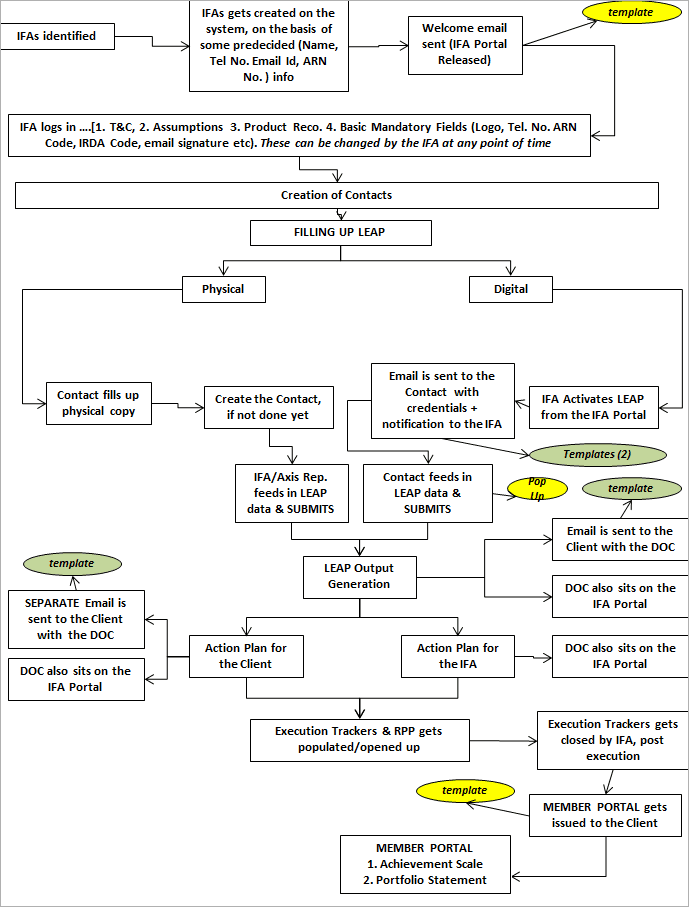 template
IFAs identified
IFAs gets created on the
system, on the basis of
some predecided (Name,
Tel No. Email Id, ARN
No. ) info
Welcome email
sent (IFA Portal
Released)
IFA logs in ....[1. T&C, 2. Assumptions 3. Product Reco. 4. Basic Mandatory Fields (Logo, Tel. No. ARN
Code, IRDA Code, email signature etc). These can be changed by the IFA at any point of time
Creation of Contacts
FILLING UP LEAP
Physical
Digital
Contact fills up
physical copy
Create the Contact,
if not done yet
Email is sent to the
Contact with
credentials +
notification to the IFA
IFA Activates LEAP
from the IFA Portal
Templates (2)
IFA/Axis Rep.
feeds in LEAP
data & SUBMITS
Contact feeds in
LEAP data &
SUBMITS
Pop
Up
template
Email is sent to the
Client with the DOC
template
LEAP Output
Generation
DOC also sits on the
IFA Portal
SEPARATE Email is
sent to the Client
with the DOC
DOC also sits on the
IFA Portal
Action Plan for
the Client
Action Plan for
the IFA
DOC also sits on the
IFA Portal
Execution Trackers & RPP gets
populated/opened up
Execution Trackers gets
closed by IFA, post
execution
template
MEMBER PORTAL gets
issued to the Client
MEMBER PORTAL
1. Achievement Scale
2. Portfolio Statement